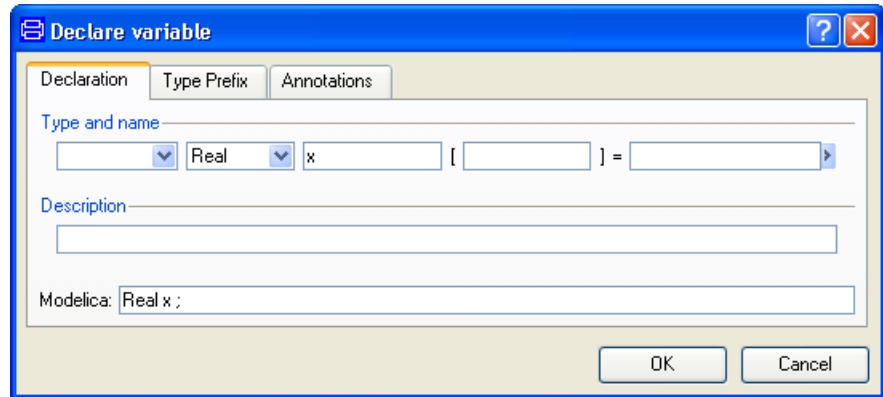 Declare variable
Declaration Type Prefix Annotations
Type and name
Real x [ ] =
Description
Modelica: Real x ;
OK Cancel